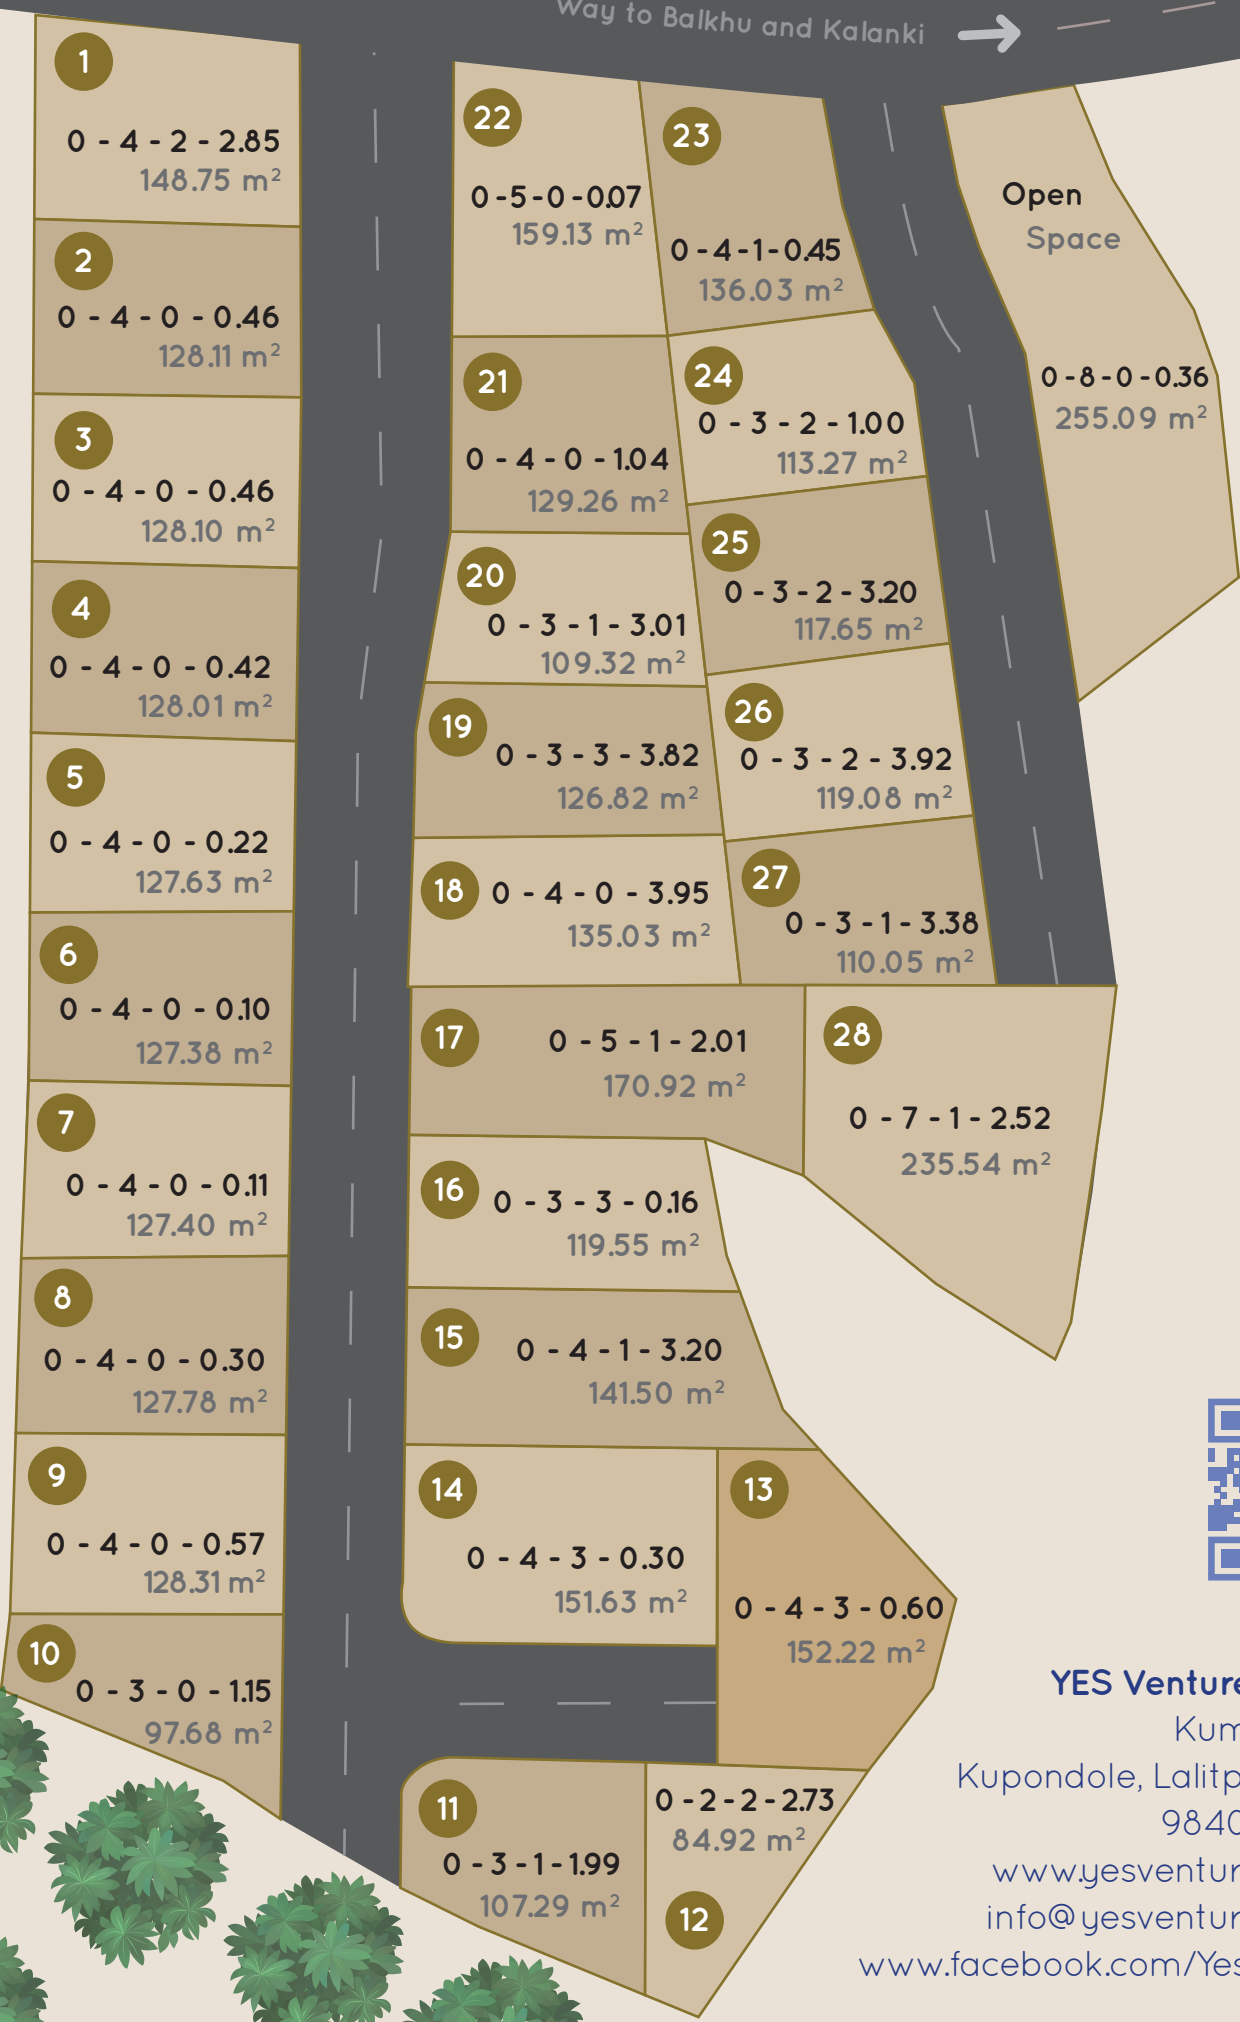 Way to Balkhu and Kalanki
1
0 - 4 - 2 - 2.85
148.75 m²
2
0 - 4 - 0 - 0.46
128.11 m²
3
0 - 4 - 0 - 0.46
128.10 m²
4
0 - 4 - 0 - 0.42
128.01 m²
5
0 - 4 - 0 - 0.22
127.63 m²
6
0 - 4 - 0 - 0.10
127.38 m²
7
0 - 4 - 0 - 0.11
127.40 m²
8
0 - 4 - 0 - 0.30
127.78 m²
9
0 - 4 - 0 - 0.57
128.31 m²
10
0 - 3 - 0 - 1.15
97.68 m²
22
0 - 5 - 0 - 0.07
159.13 m²
21
0 - 4 - 0 - 1.04
129.26 m²
20
0 - 3 - 1 - 3.01
109.32 m²
19
0 - 3 - 3 - 3.82
126.82 m²
18
0 - 4 - 0 - 3.95
135.03 m²
17
0 - 5 - 1 - 2.01
170.92 m²
16
0 - 3 - 3 - 0.16
119.55 m²
15
0 - 4 - 1 - 3.20
141.50 m²
14
0 - 4 - 3 - 0.30
151.63 m²
13
0 - 4 - 3 - 0.60
152.22 m²
11
0 - 3 - 1 - 1.99
107.29 m²
0 - 2 - 2 - 2.73
84.92 m²
12
23
0 - 4 - 1 - 0.45
136.03 m²
24
0 - 3 - 2 - 1.00
113.27 m²
25
0 - 3 - 2 - 3.20
117.65 m²
26
0 - 3 - 2 - 3.92
119.08 m²
27
0 - 3 - 1 - 3.38
110.05 m²
28
0 - 7 - 1 - 2.52
235.54 m²
Open
Space
0 - 8 - 0 - 0.36
255.09 m²
YES Venture
Kum
Kupondole, Lalitp
9840
www.yesventur
info@yesventur
www.facebook.com/Yes